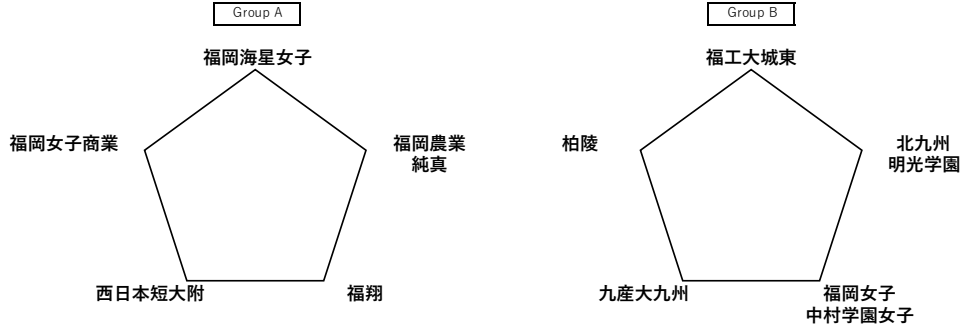 Group A
Group B
福岡海星女子
福工大城東
福岡女子商業
福岡農業
純真
柏陵
北九州
明光学園
西日本短大附
福翔
九産大九州
福岡女子
中村学園女子